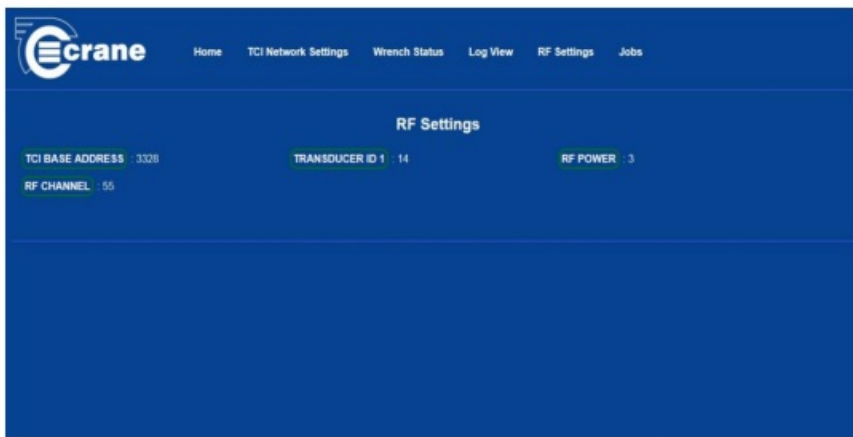 crane
Home TCI Network Settings Wrench Status Log View RF Settings Jobs
RF Settings
TCI BASE ADDRESS : 3328 TRANSDUCER ID 1 : 14 RF POWER : 3
RF CHANNEL : 55